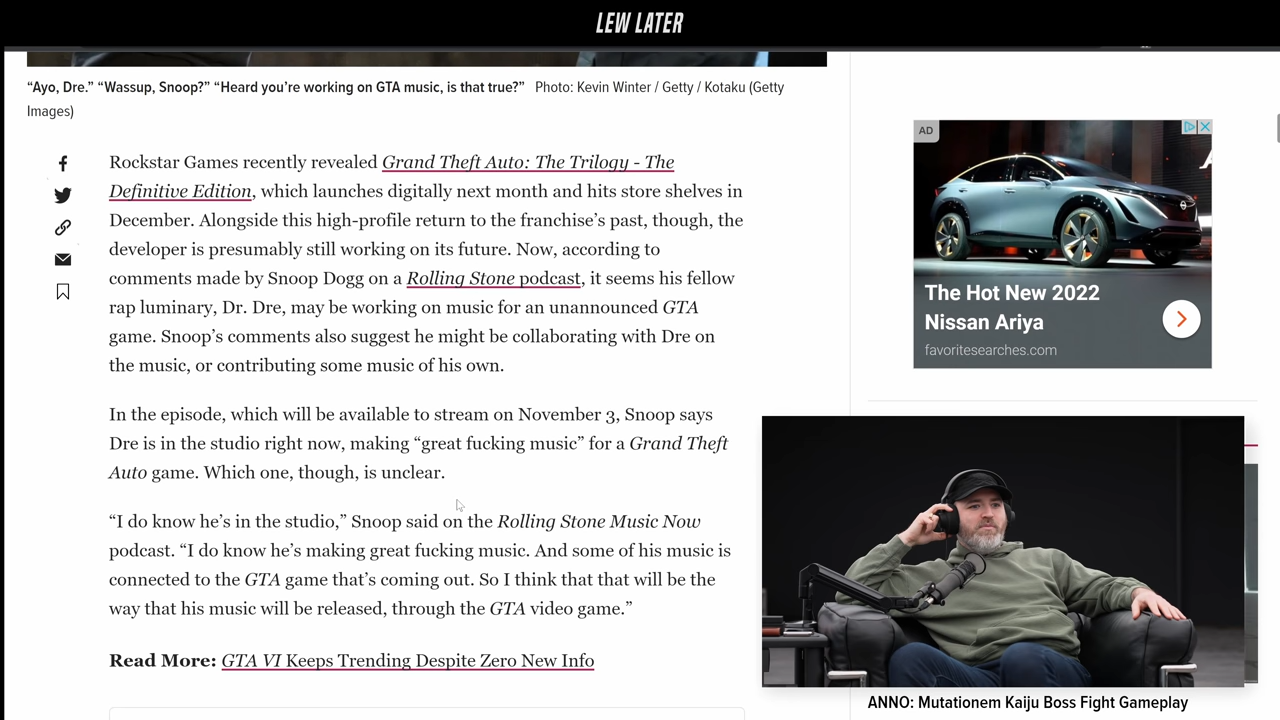 LEW LATER
“Ayo, Dre.” “Wassup, Snoop?” “Heard you’re working on GTA music, is that true?” Photo: Kevin Winter / Getty / Kotaku (Getty
Images)
Rockstar Games recently revealed Grand Theft Auto: The Trilogy - The
Definitive Edition, which launches digitally next month and hits store shelves in
December. Alongside this high-profile return to the franchise’s past, though, the
developer is presumably still working on its future. Now, according to
comments made by Snoop Dogg on a Rolling Stone podcast, it seems his fellow
rap luminary, Dr. Dre, may be working on music for an unannounced GTA
game. Snoop’s comments also suggest he might be collaborating with Dre on
the music, or contributing some music of his own.
In the episode, which will be available to stream on November 3, Snoop says
Dre is in the studio right now, making “great fucking music” for a Grand Theft
Auto game. Which one, though, is unclear.
“I do know he’s in the studio,” Snoop said on the Rolling Stone Music Now
podcast. “I do know he’s making great fucking music. And some of his music is
connected to the GTA game that’s coming out. So I think that that will be the
way that his music will be released, through the GTA video game.”
Read More: GTA VI Keeps Trending Despite Zero New Info
AD
The Hot New 2022
Nissan Ariya
favoritesearches.com
ANNO: Mutationem Kaiju Boss Fight Gameplay